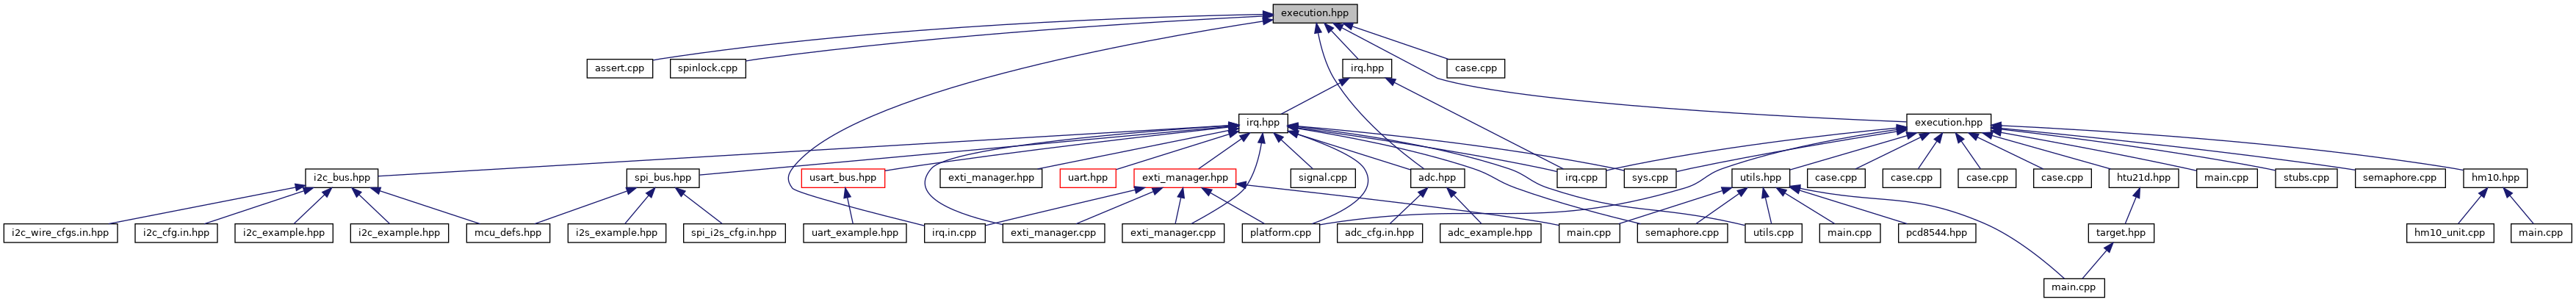 execution.hpp
assert.cpp
spinlock.cpp
irq.hpp
case.cpp
irq.hpp
execution.hpp
i2c_bus.hpp
spi_bus.hpp
usart_bus.hpp
exti_manager.hpp
uart.hpp
exti_manager.hpp
signal.cpp
adc.hpp
irq.cpp
sys.cpp
utils.hpp
case.cpp
case.cpp
case.cpp
case.cpp
htu21d.hpp
main.cpp
stubs.cpp
semaphore.cpp
hm10.hpp
i2c_wire_cfgs.in.hpp
i2c_cfg.in.hpp
i2c_example.hpp
i2c_example.hpp
mcu_defs.hpp
i2s_example.hpp
spi_i2s_cfg.in.hpp
uart_example.hpp
irq.in.cpp
exti_manager.cpp
exti_manager.cpp
platform.cpp
adc_cfg.in.hpp
adc_example.hpp
main.cpp
semaphore.cpp
utils.cpp
main.cpp
pcd8544.hpp
target.hpp
hm10_unit.cpp
main.cpp
main.cpp